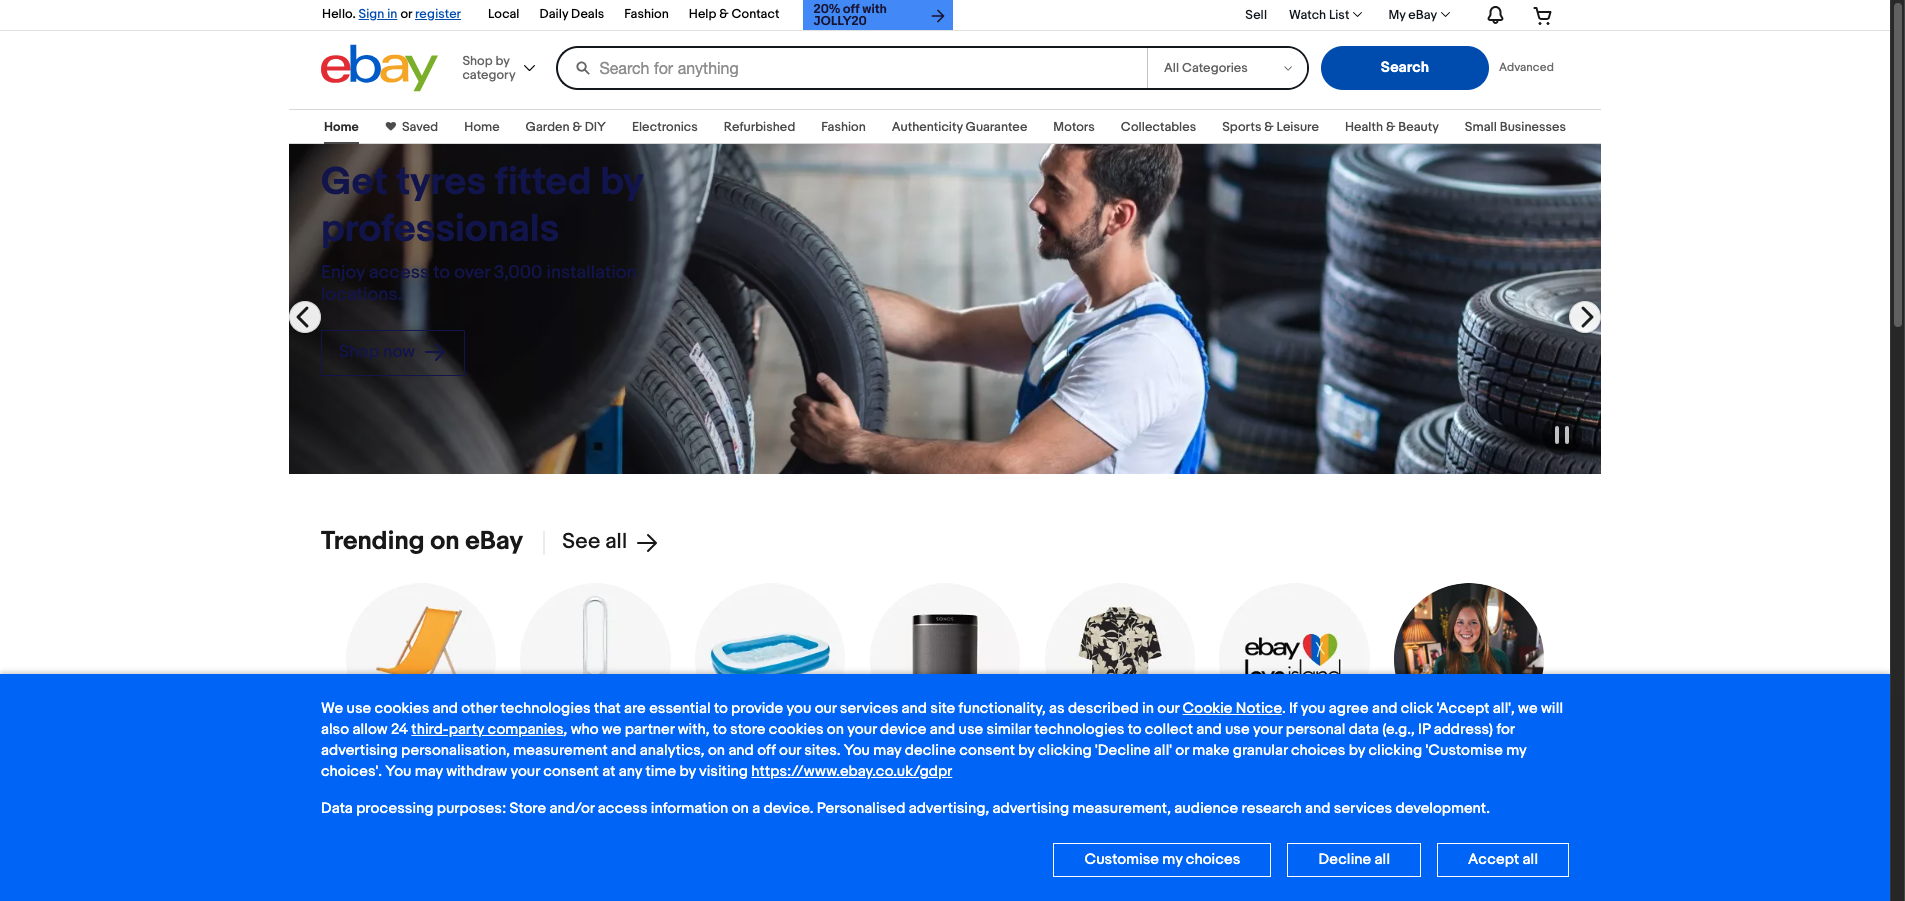 Hello. Sign in or register
Local
Daily Deals
Fashion
Help & Contact
20% off with
JOLLY20
Sell
Watch List
My eBay
ebay
Shop by
category
Search for anything
All Categories
Search
Advanced
Home
Saved
Home
Garden & DIY
Electronics
Refurbished
Fashion
Authenticity Guarantee
Motors
Collectables
Sports & Leisure
Health & Beauty
Small Businesses
Get tyres fitted by
professionals
Enjoy access to over 3,000 installation
locations.
Shop now
Trending on eBay
See all
SONOS
ebay
love island
We use cookies and other technologies that are essential to provide you our services and site functionality, as described in our Cookie Notice. If you agree and click 'Accept all', we will
also allow 24 third-party companies, who we partner with, to store cookies on your device and use similar technologies to collect and use your personal data (e.g., IP address) for
advertising personalisation, measurement and analytics, on and off our sites. You may decline consent by clicking 'Decline all' or make granular choices by clicking 'Customise my
choices'. You may withdraw your consent at any time by visiting https://www.ebay.co.uk/gdpr
Data processing purposes: Store and/or access information on a device. Personalised advertising, advertising measurement, audience research and services development.
Customise my choices
Decline all
Accept all